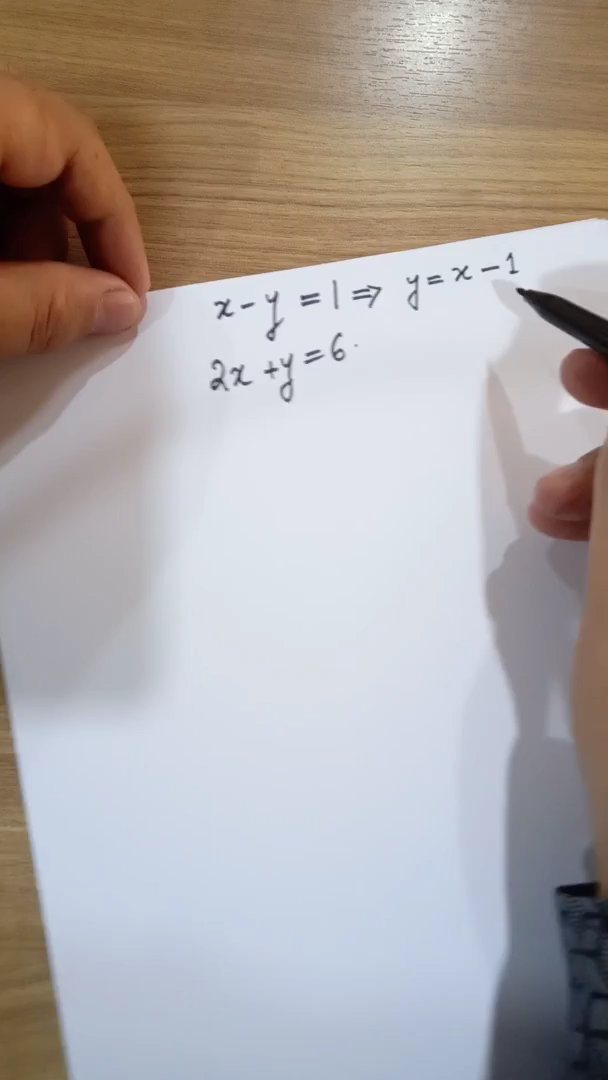 x - y = 1 ⇒ y = x - 1
2x + y = 6.